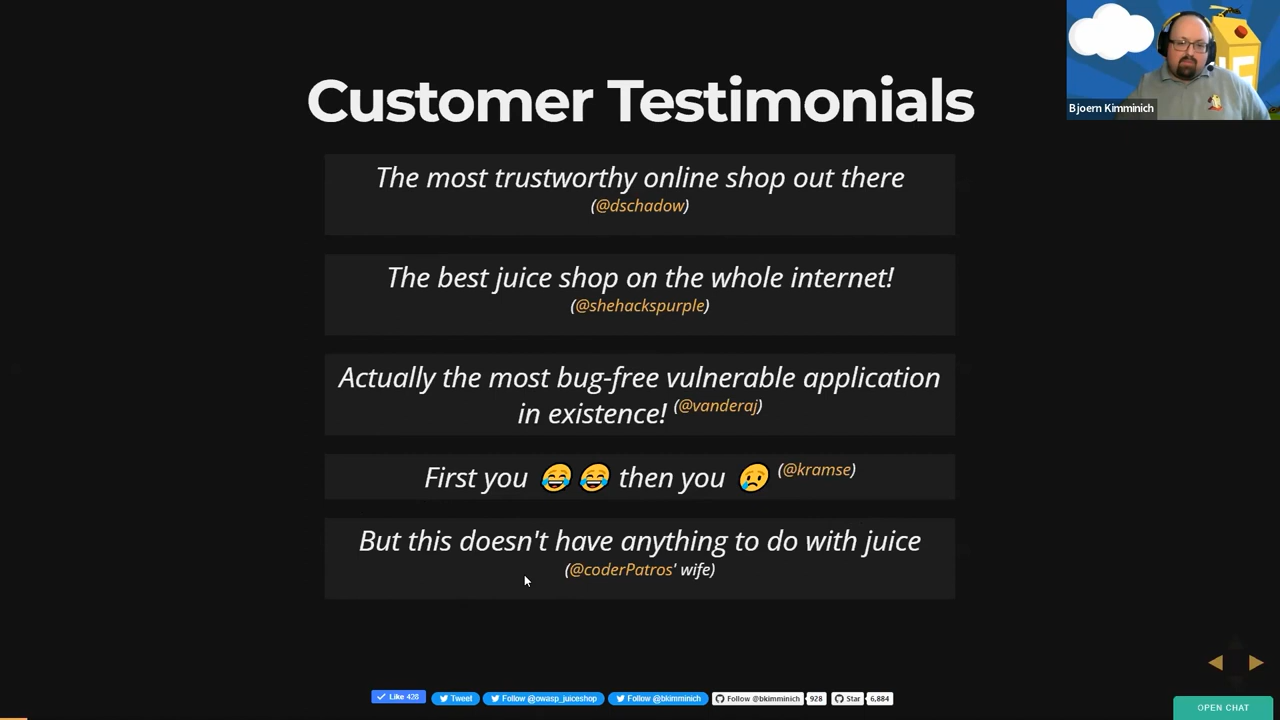 Customer Testimonials
Bjoern Kimminich
The most trustworthy online shop out there
(@dschadow)
The best juice shop on the whole internet!
(@shehackspurple)
Actually the most bug-free vulnerable application
in existence! (@vanderaj)
First you 😂😂 then you 😢 (@kramse)
But this doesn't have anything to do with juice
(@coderPatros' wife)
Like 428 Tweet Follow @owasp_juiceshop Follow @bkimminich Follow @bkimminich 928 Star 6,884
OPEN CHAT